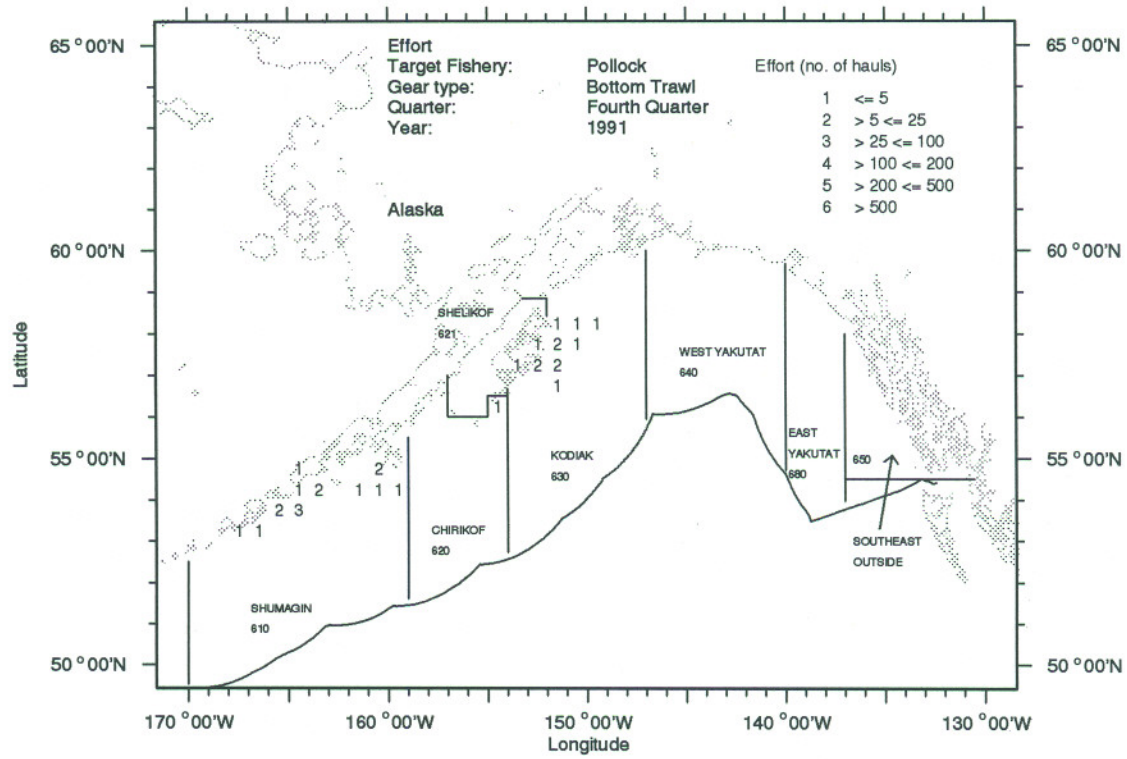 65 °00'N
65 °00'N
Effort
Target Fishery: Pollock
Gear type: Bottom Trawl
Quarter: Fourth Quarter
Year: 1991
Effort (no. of hauls)
1 <= 5
2 > 5 <= 25
3 > 25 <= 100
4 > 100 <= 200
5 > 200 <= 500
6 > 500
Alaska
60 °00'N
60 °00'N
Latitude
SHELIKOF
621
1 1 1
1 2 1
1 2 2
1
1
WEST YAKUTAT
640
EAST
YAKUTAT
680
650
KODIAK
630
55 °00'N
55 °00'N
1 2
1 2 1 1 1
2 3
1 1
CHIRIKOF
620
SOUTHEAST
OUTSIDE
SHUMAGIN
610
50 °00'N
50 °00'N
170 °00'W
160 °00'W
150 °00'W
140 °00'W
130 °00'W
Longitude